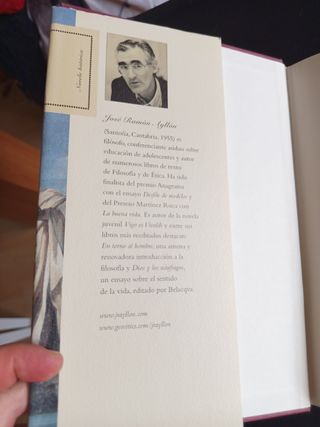 Novela histórica
José Ramón Ayllón
(Santoña, Cantabria, 1955) es
filósofo, conferenciante asiduo sobre
educación de adolescentes y autor
de numerosos libros de texto
de Filosofía y de Ética. Ha sido
finalista del premio Anagrama
con el ensayo Desfile de modelos y
del Premio Martínez Roca con
La buena vida. Es autor de la novela
juvenil Vigo es Vivaldi y entre sus
libros más recibidos destacan:
En torno al hombre, una amena y
renovadora introducción a la
filosofía y Dios y los náufragos,
un ensayo sobre el sentido
de la vida, editado por Belacqva.
www.jrayllon.com
www.geocities.com/jrayllon